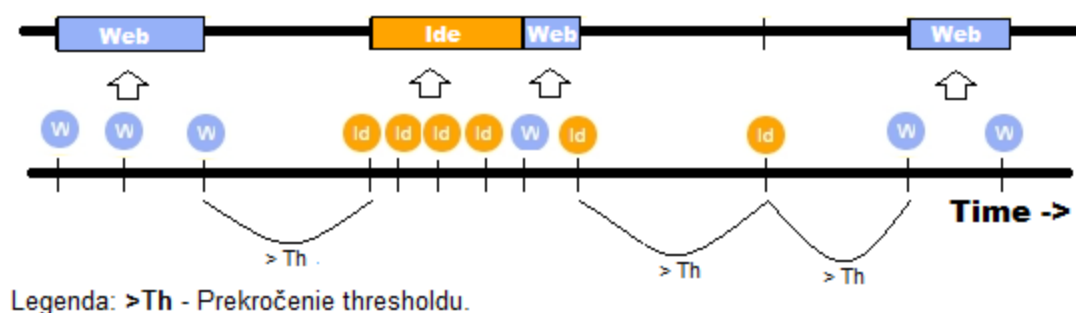 Web Ide Web Web
W W W Id Id Id Id W Id Id W W
Time ->
> Th > Th > Th
Legenda: >Th - Prekročenie thresholdu.